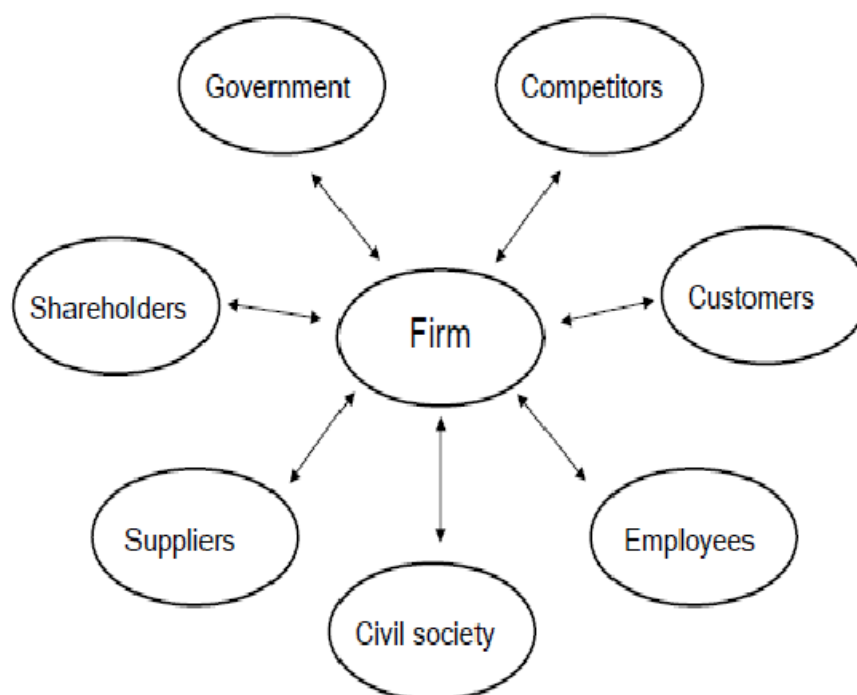 Government
Competitors
Shareholders
Firm
Customers
Suppliers
Employees
Civil society